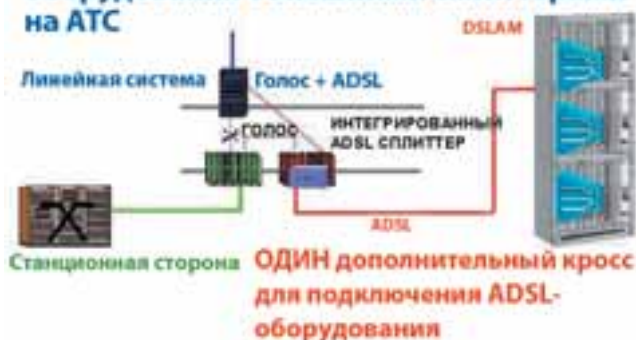 на АТС
DSLAM
Линейная система
Голос + ADSL
ГОЛОС
ИНТЕГРИРОВАННЫЙ
ADSL СПЛИТТЕР
ADSL
Станционная сторона
ОДИН дополнительный кросс
для подключения ADSL-
оборудования